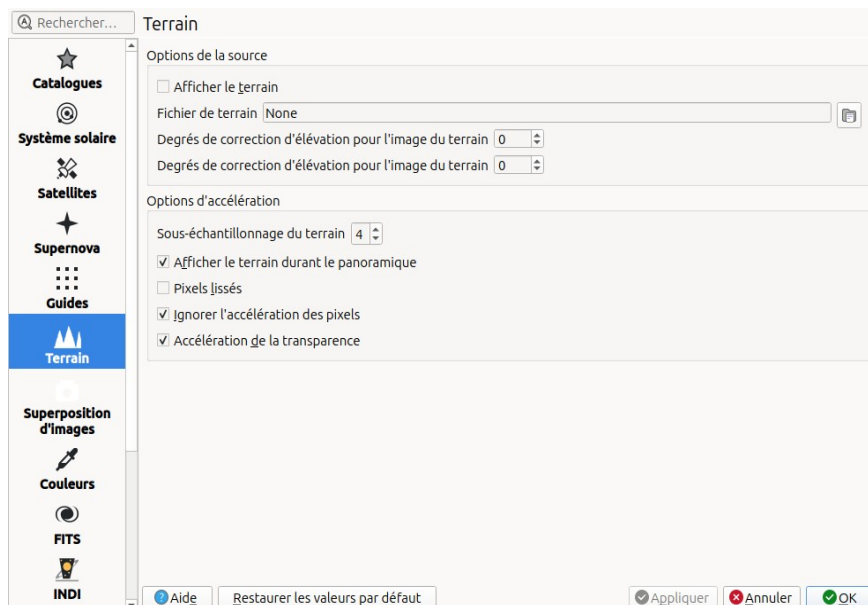 Rechercher...
Catalogues
Système solaire
Satellites
Supernova
Guides
Terrain
Superposition
d'images
Couleurs
FITS
INDI
Terrain
Options de la source
Afficher le terrain
Fichier de terrain None
Degrés de correction d'élévation pour l'image du terrain 0
Degrés de correction d'élévation pour l'image du terrain 0
Options d'accélération
Sous-échantillonnage du terrain 4
Afficher le terrain durant le panoramique
Pixels lissés
Ignorer l'accélération des pixels
Accélération de la transparence
Aide Restaurer les valeurs par défaut Appliquer Annuler OK